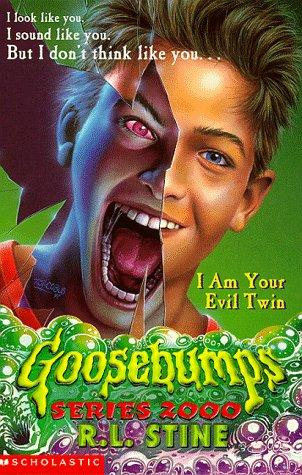 I look like you.
I sound like you.
But I don't think like you...
I Am Your
Evil Twin
Goosebumps
SERIES 2000
R.L. STINE
SCHOLASTIC